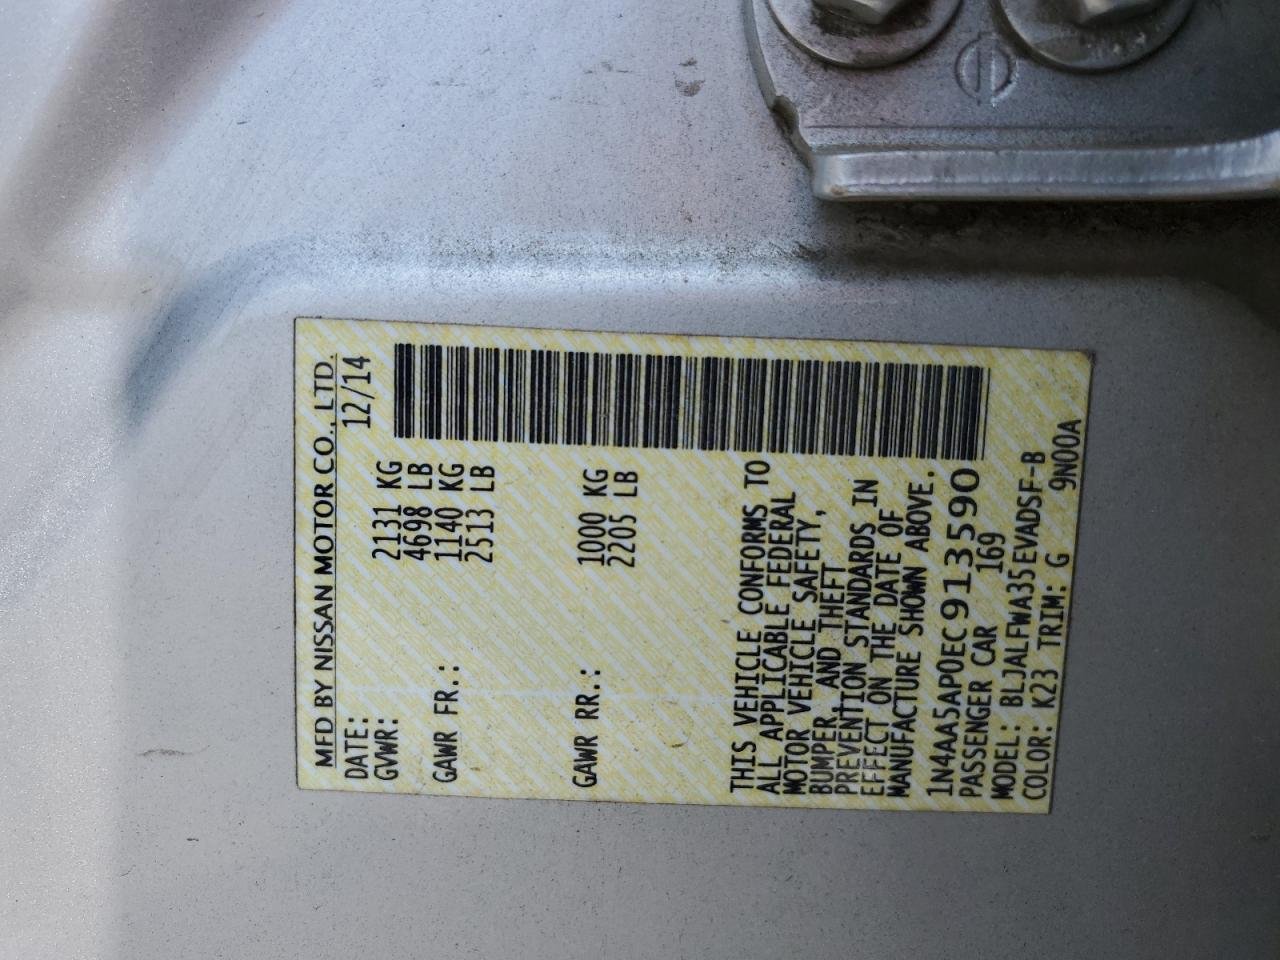 MFD BY NISSAN MOTOR CO., LTD.
DATE: 12/14
GVWR: 2131 KG
4698 LB
GAWR FR.: 1140 KG
2513 LB
GAWR RR.: 1000 KG
2205 LB
THIS VEHICLE CONFORMS TO
ALL APPLICABLE FEDERAL
MOTOR VEHICLE SAFETY,
BUMPER, AND THEFT
PREVENTION STANDARDS IN
EFFECT ON THE DATE OF
MANUFACTURE SHOWN ABOVE.
1N4AA5AP0EC913590
PASSENGER CAR 169
MODEL: BLJALFWA35EVADSF-B
COLOR: K23 TRIM: G 9N00A